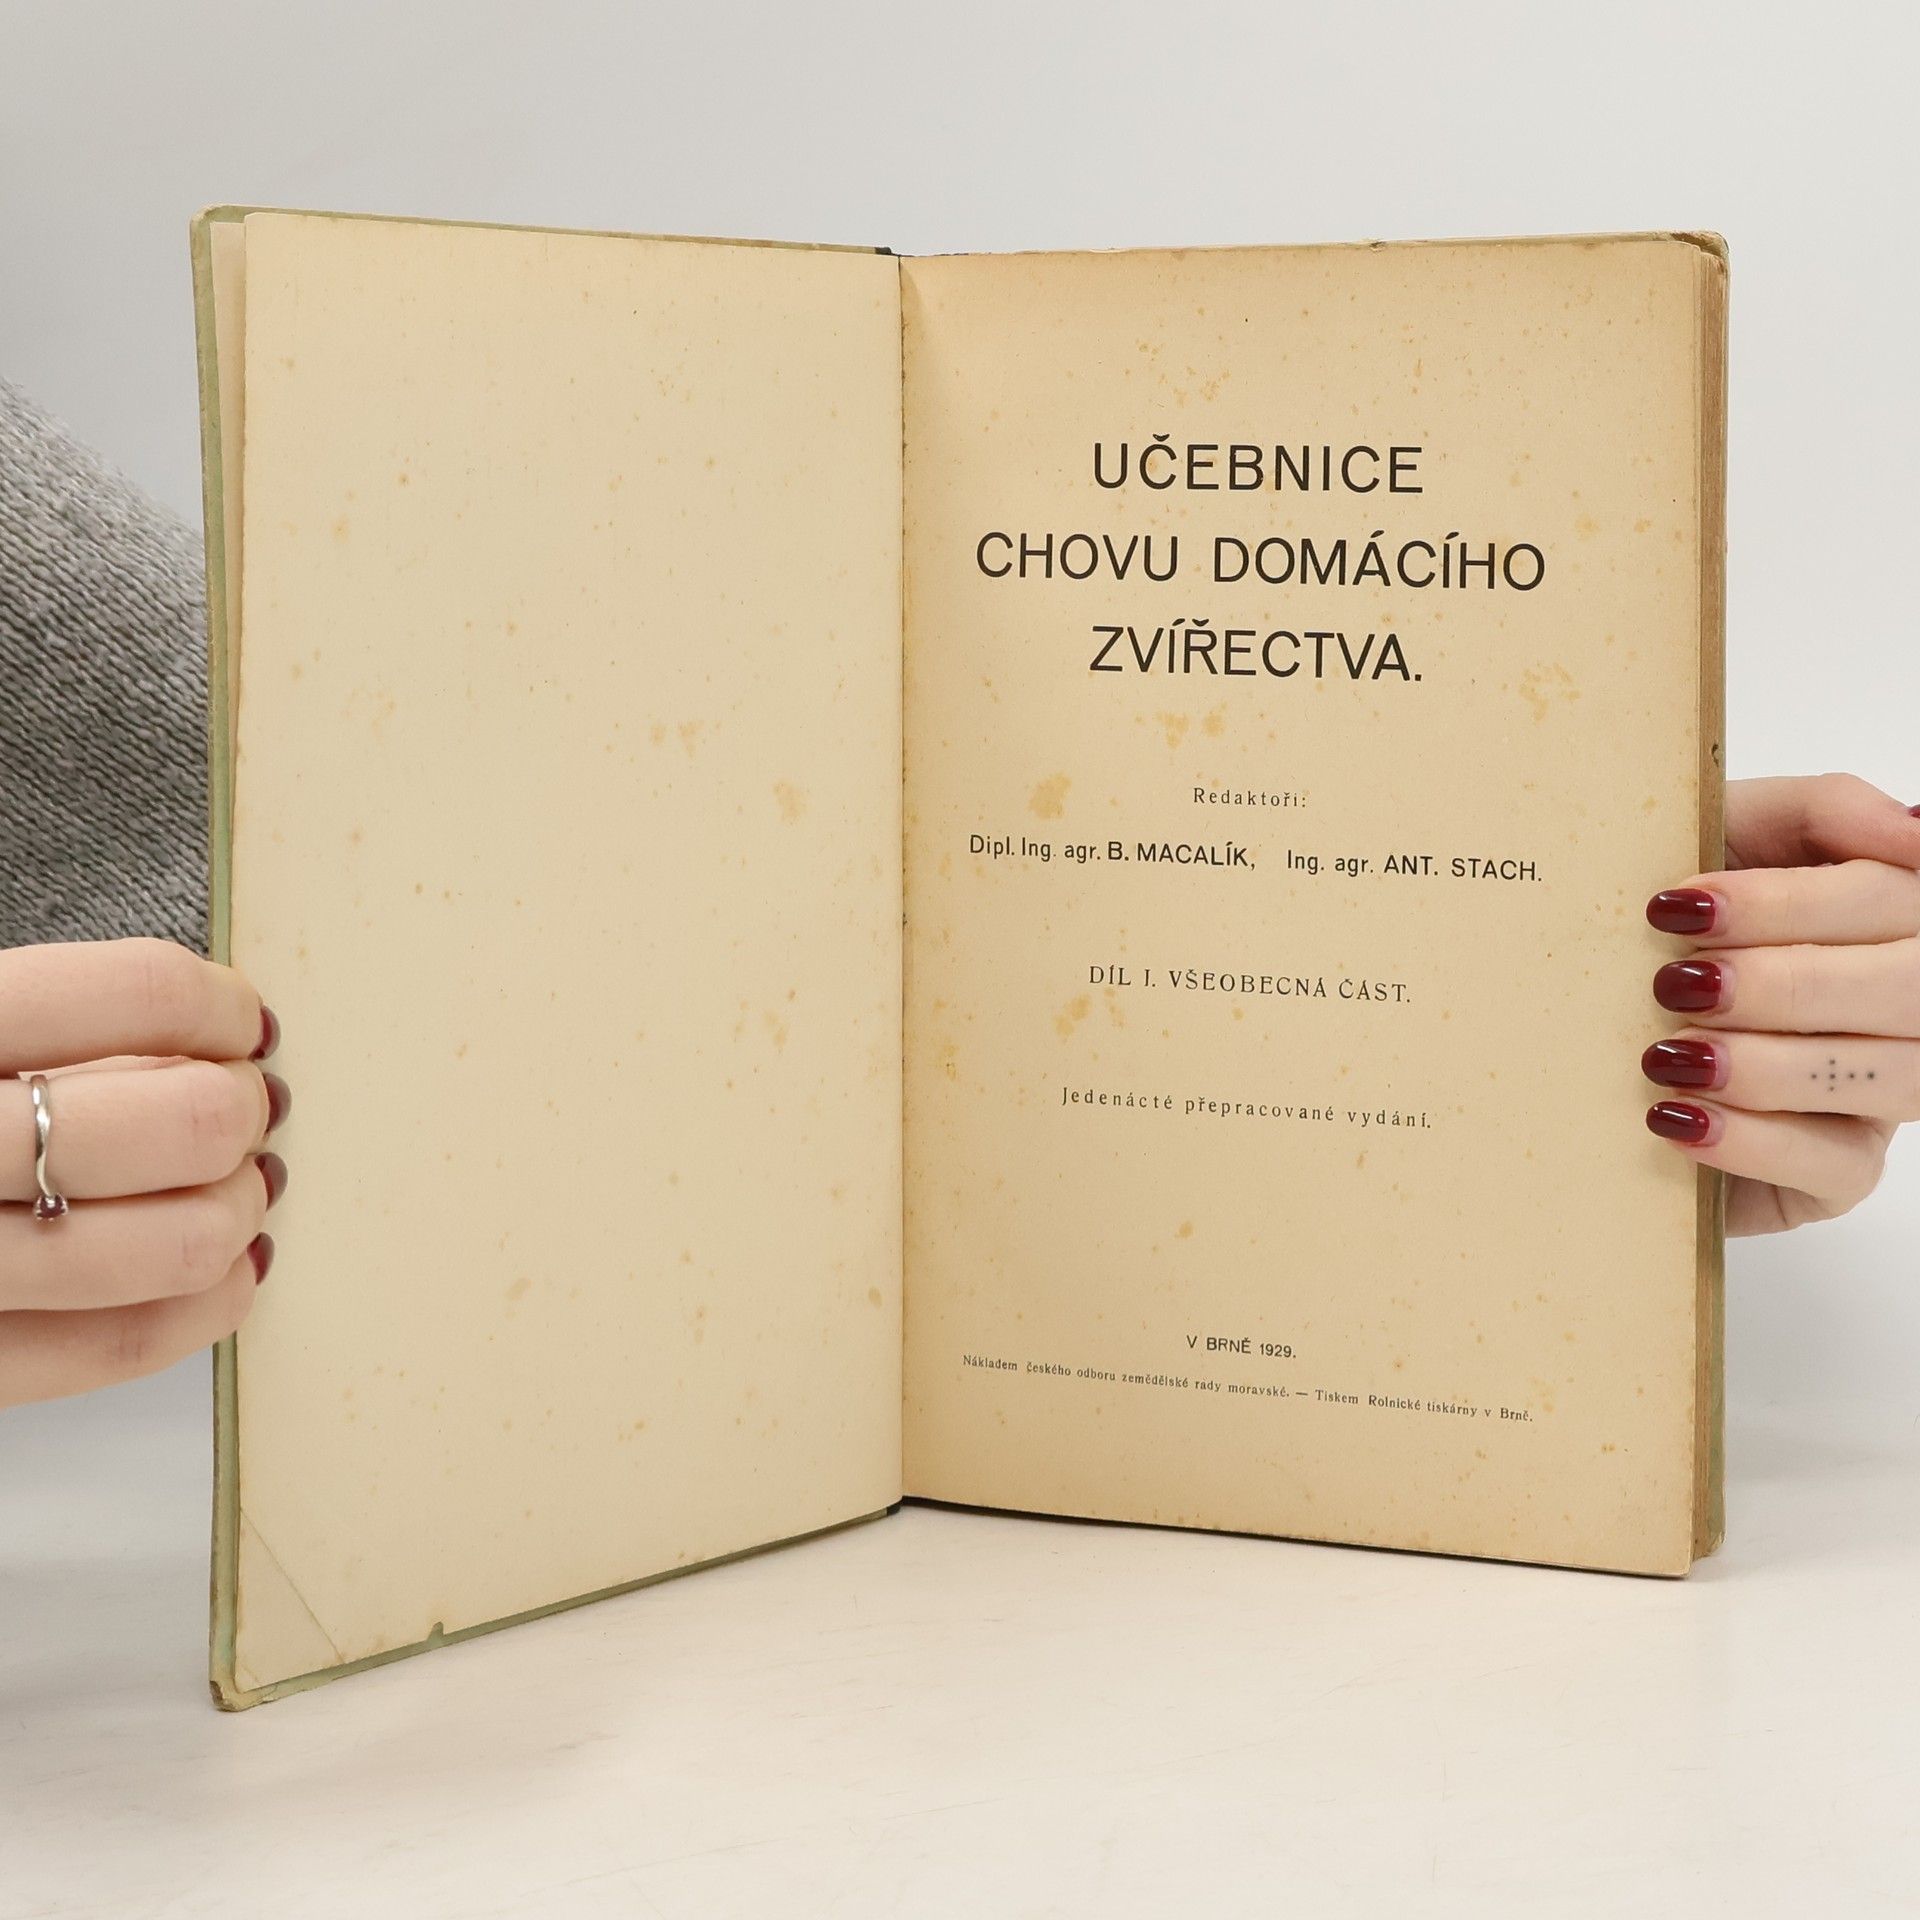 UČEBNICE
CHOVU DOMÁCÍHO
ZVÍŘECTVA.
Redaktoři:
Dipl. Ing. agr. B. MACALÍK, Ing. agr. ANT. STACH.
DÍL I. VŠEOBECNÁ ČÁST.
Jedenácté přepracované vydání.
V BRNĚ 1929.
Nákladem českého odboru zemědělské rady moravské. — Tiskem Rolnické tiskárny v Brně.